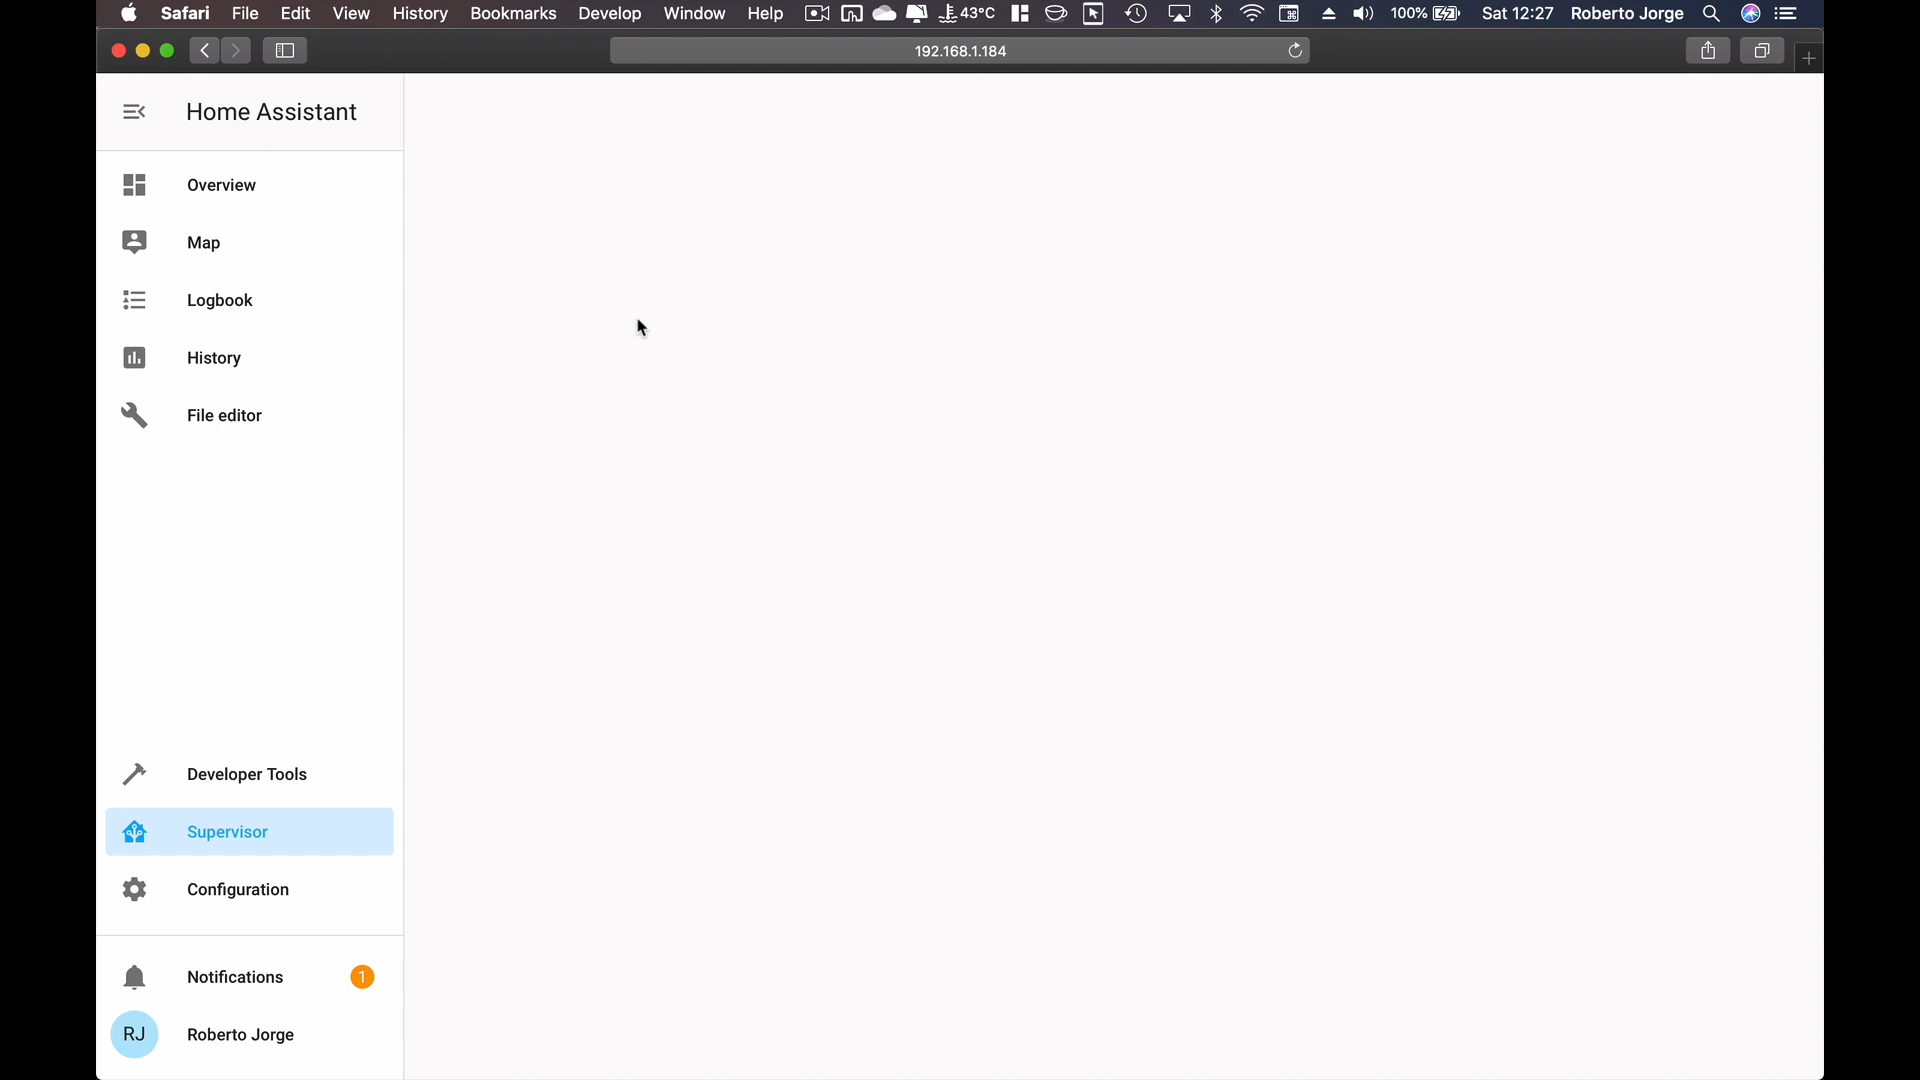 Safari File Edit View History Bookmarks Develop Window Help 43°C 100% Sat 12:27 Roberto Jorge
192.168.1.184
Home Assistant
Overview
Map
Logbook
History
File editor
Developer Tools
Supervisor
Configuration
Notifications 1
RJ Roberto Jorge